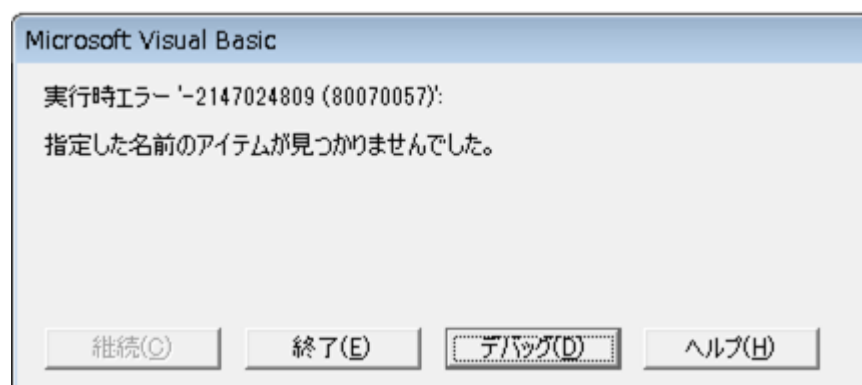 Microsoft Visual Basic
実行時エラー '-2147024809 (80070057)':
指定した名前のアイテムが見つかりませんでした。
継続(C) 終了(E) デバッグ(D) ヘルプ(H)